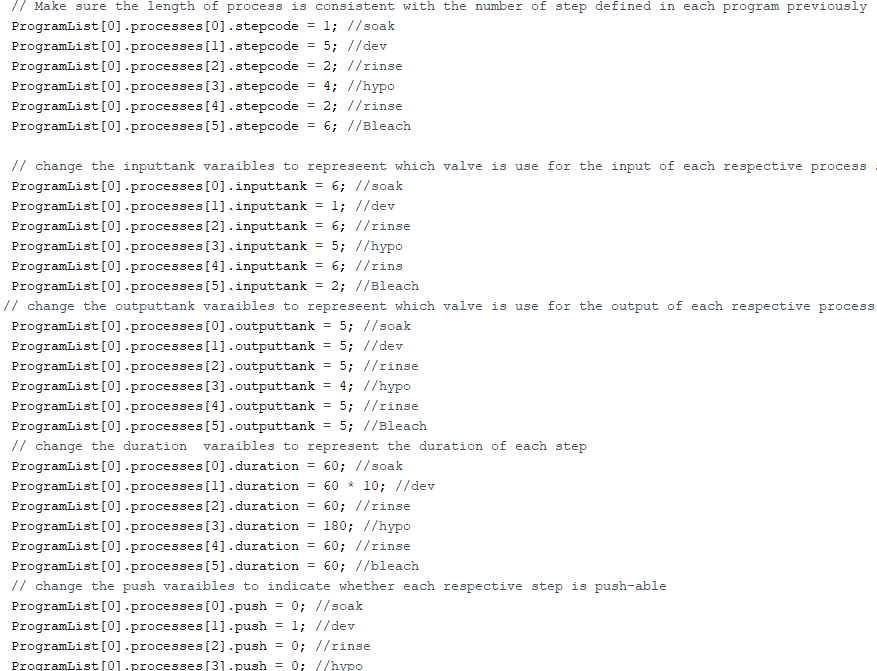 // Make sure the length of process is consistent with the number of step defined in each program previously
ProgramList[0].processes[0].stepcode = 1; //soak
ProgramList[0].processes[1].stepcode = 5; //dev
ProgramList[0].processes[2].stepcode = 2; //rinse
ProgramList[0].processes[3].stepcode = 4; //hypo
ProgramList[0].processes[4].stepcode = 2; //rinse
ProgramList[0].processes[5].stepcode = 6; //Bleach
// change the inputtank varaibles to represeent which valve is use for the input of each respective process
ProgramList[0].processes[0].inputtank = 6; //soak
ProgramList[0].processes[1].inputtank = 1; //dev
ProgramList[0].processes[2].inputtank = 6; //rinse
ProgramList[0].processes[3].inputtank = 5; //hypo
ProgramList[0].processes[4].inputtank = 6; //rins
ProgramList[0].processes[5].inputtank = 2; //Bleach
// change the outputtank varaibles to represeent which valve is use for the output of each respective process
ProgramList[0].processes[0].outputtank = 5; //soak
ProgramList[0].processes[1].outputtank = 5; //dev
ProgramList[0].processes[2].outputtank = 5; //rinse
ProgramList[0].processes[3].outputtank = 4; //hypo
ProgramList[0].processes[4].outputtank = 5; //rinse
ProgramList[0].processes[5].outputtank = 5; //Bleach
// change the duration  varaibles to represent the duration of each step
ProgramList[0].processes[0].duration = 60; //soak
ProgramList[0].processes[1].duration = 60 * 10; //dev
ProgramList[0].processes[2].duration = 60; //rinse
ProgramList[0].processes[3].duration = 180; //hypo
ProgramList[0].processes[4].duration = 60; //rinse
ProgramList[0].processes[5].duration = 60; //bleach
// change the push varaibles to indicate whether each respective step is push-able
ProgramList[0].processes[0].push = 0; //soak
ProgramList[0].processes[1].push = 1; //dev
ProgramList[0].processes[2].push = 0; //rinse
ProgramList[0].processes[3].push = 0; //hypo